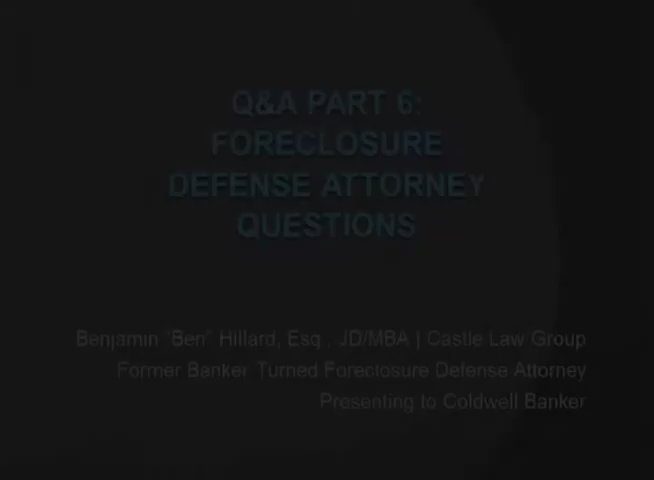 Q&A PART 6:
FORECLOSURE
DEFENSE ATTORNEY
QUESTIONS
Benjamin "Ben" Hillard, Esq., JD/MBA | Castle Law Group
Former Banker Turned Foreclosure Defense Attorney
Presenting to Coldwell Banker